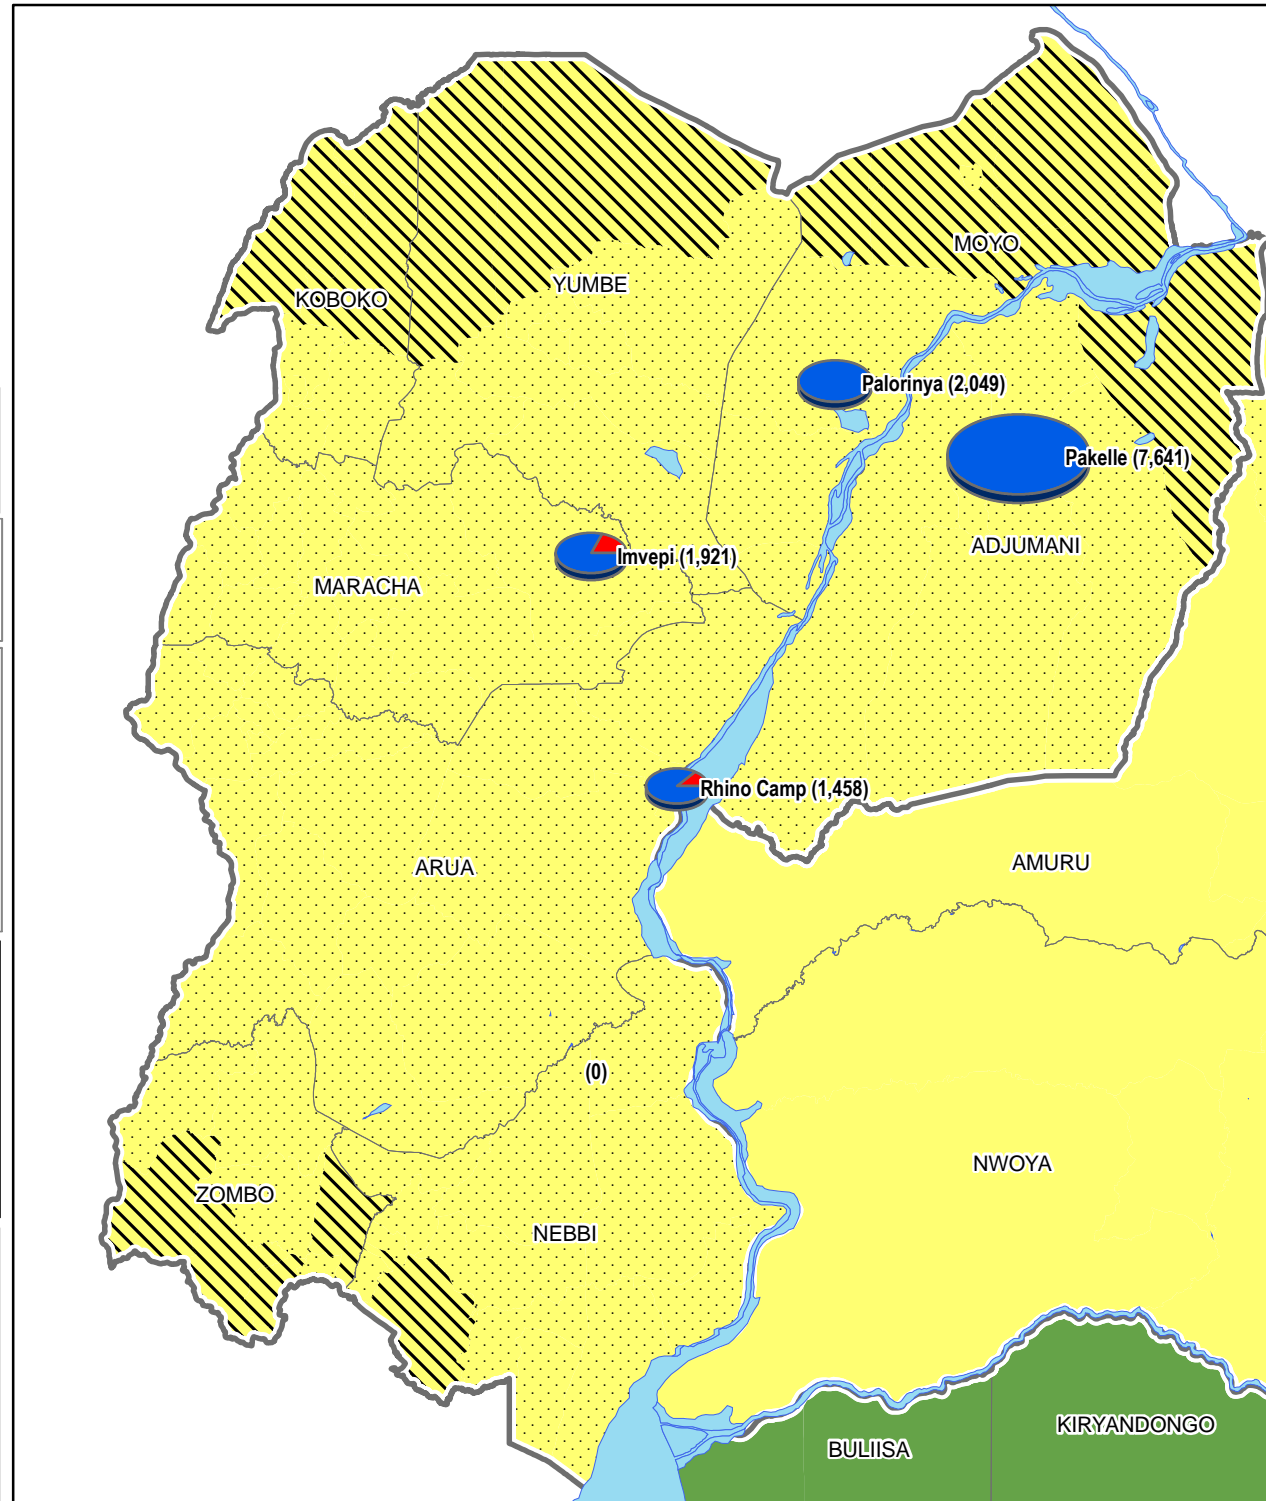 MOYO
YUMBE
KOBOKO
Palorinya (2,049)
Pakelle (7,641)
ADJUMANI
Imvepi (1,921)
MARACHA
Rhino Camp (1,458)
AMURU
ARUA
(0)
NWOYA
ZOMBO
NEBBI
KIRYANDONGO
BULIISA